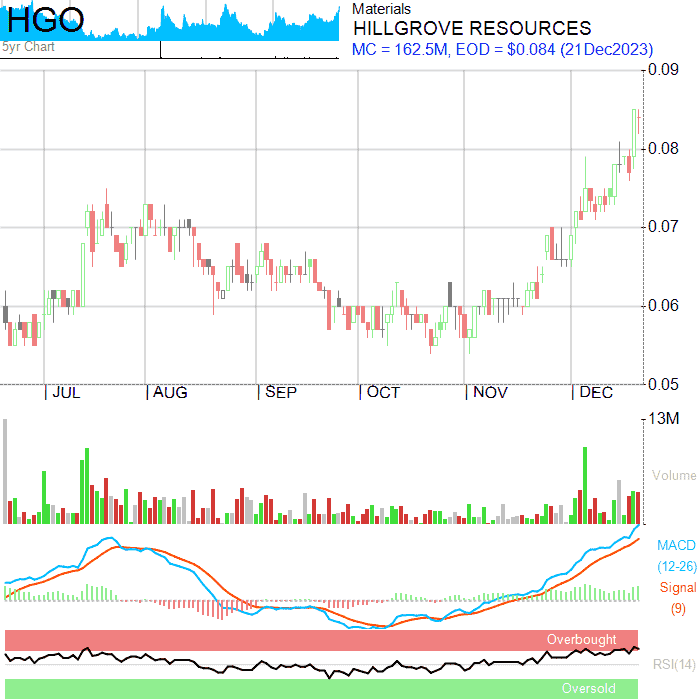 HGO
5yr Chart
Materials
HILLGROVE RESOURCES
MC = 162.5M, EOD = $0.084 (21Dec2023)
0.09
0.08
0.07
0.06
0.05
JUL AUG SEP OCT NOV DEC
13M
Volume
MACD
(12-26)
Signal
(9)
Overbought
RSI(14)
Oversold